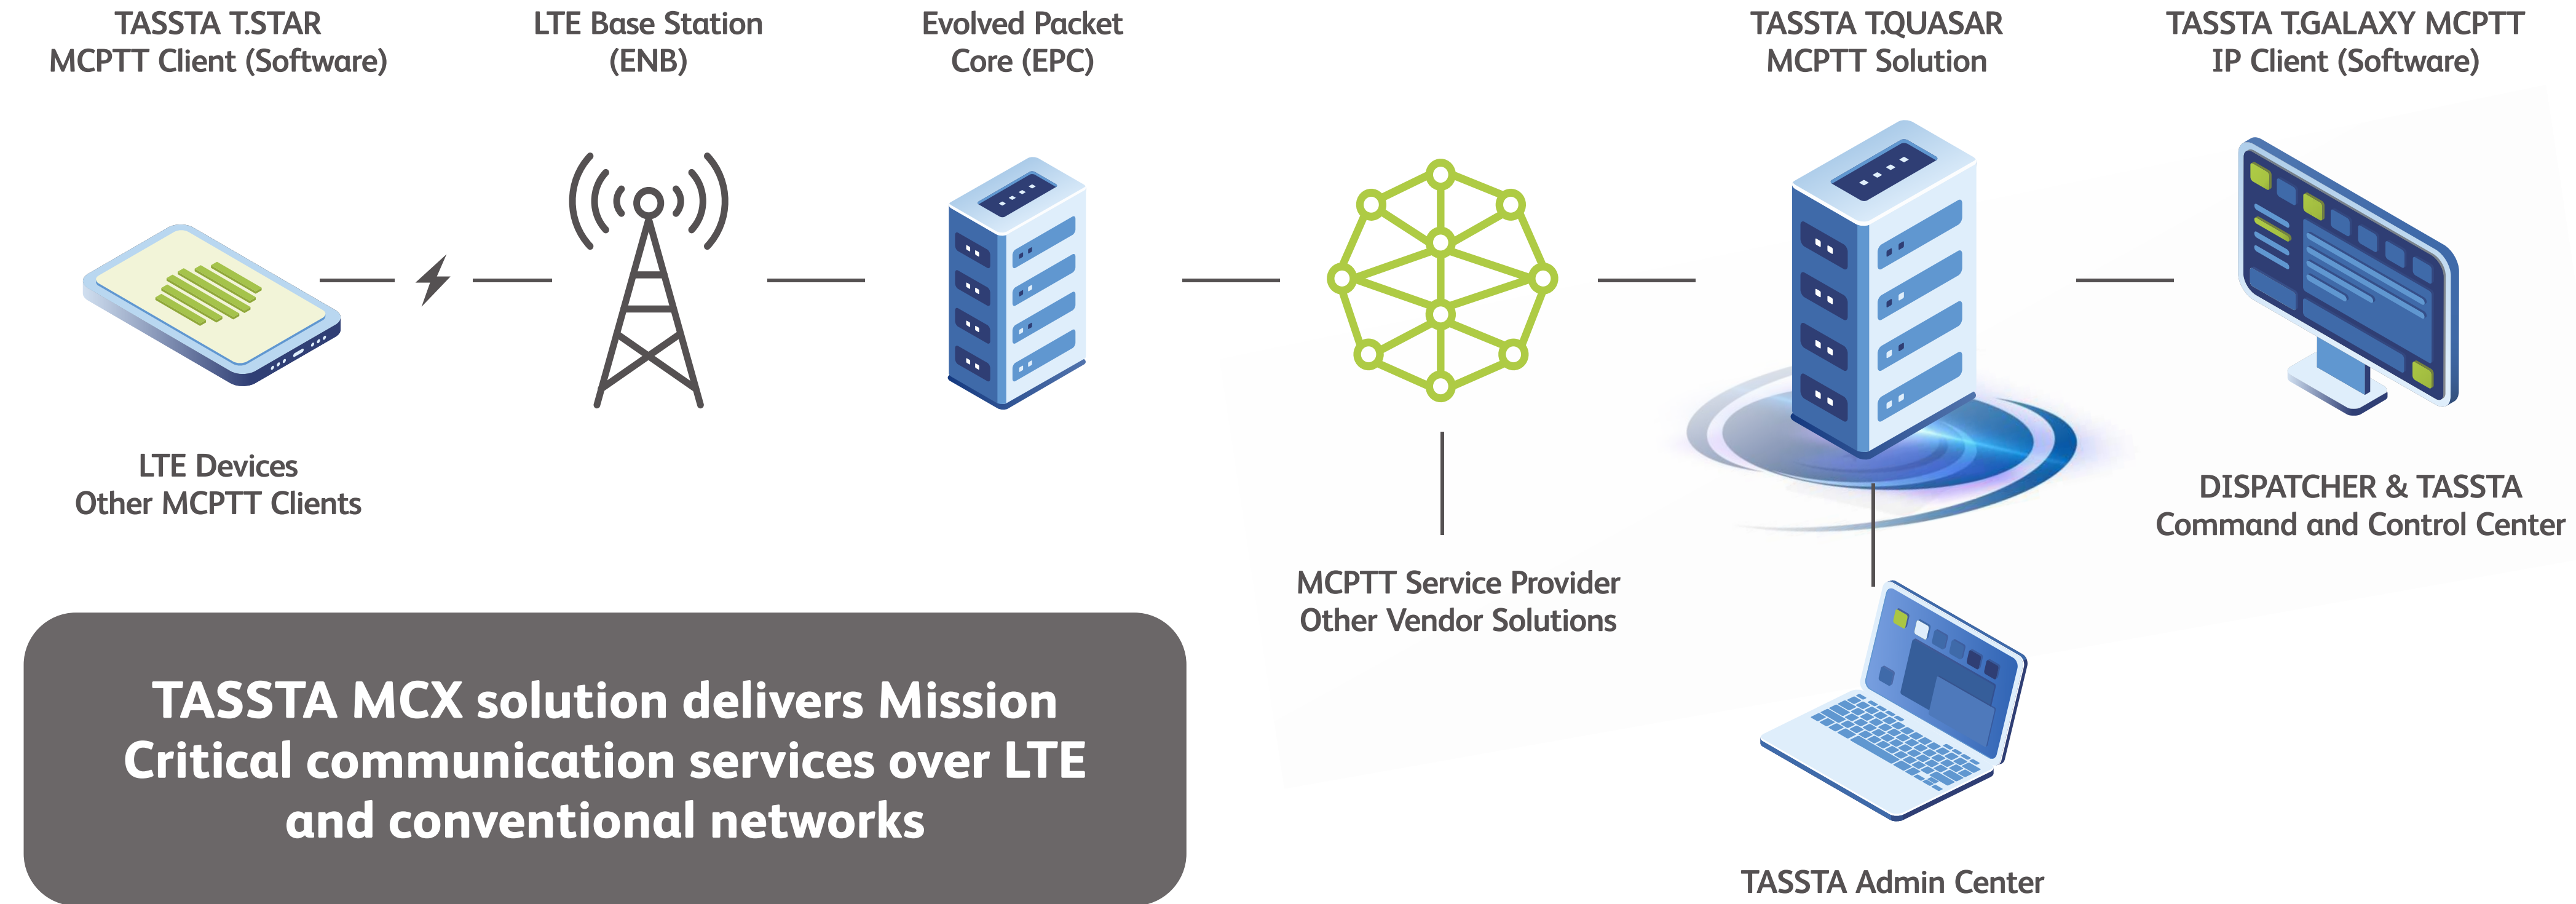 TASSTA T.STAR
MCPTT Client (Software)
LTE Base Station
(ENB)
Evolved Packet
Core (EPC)
TASSTA T.QUASAR
MCPTT Solution
TASSTA T.GALAXY MCPTT
IP Client (Software)
LTE Devices
Other MCPTT Clients
MCPTT Service Provider
Other Vendor Solutions
DISPATCHER & TASSTA
Command and Control Center
TASSTA MCX solution delivers Mission
Critical communication services over LTE
and conventional networks
TASSTA Admin Center